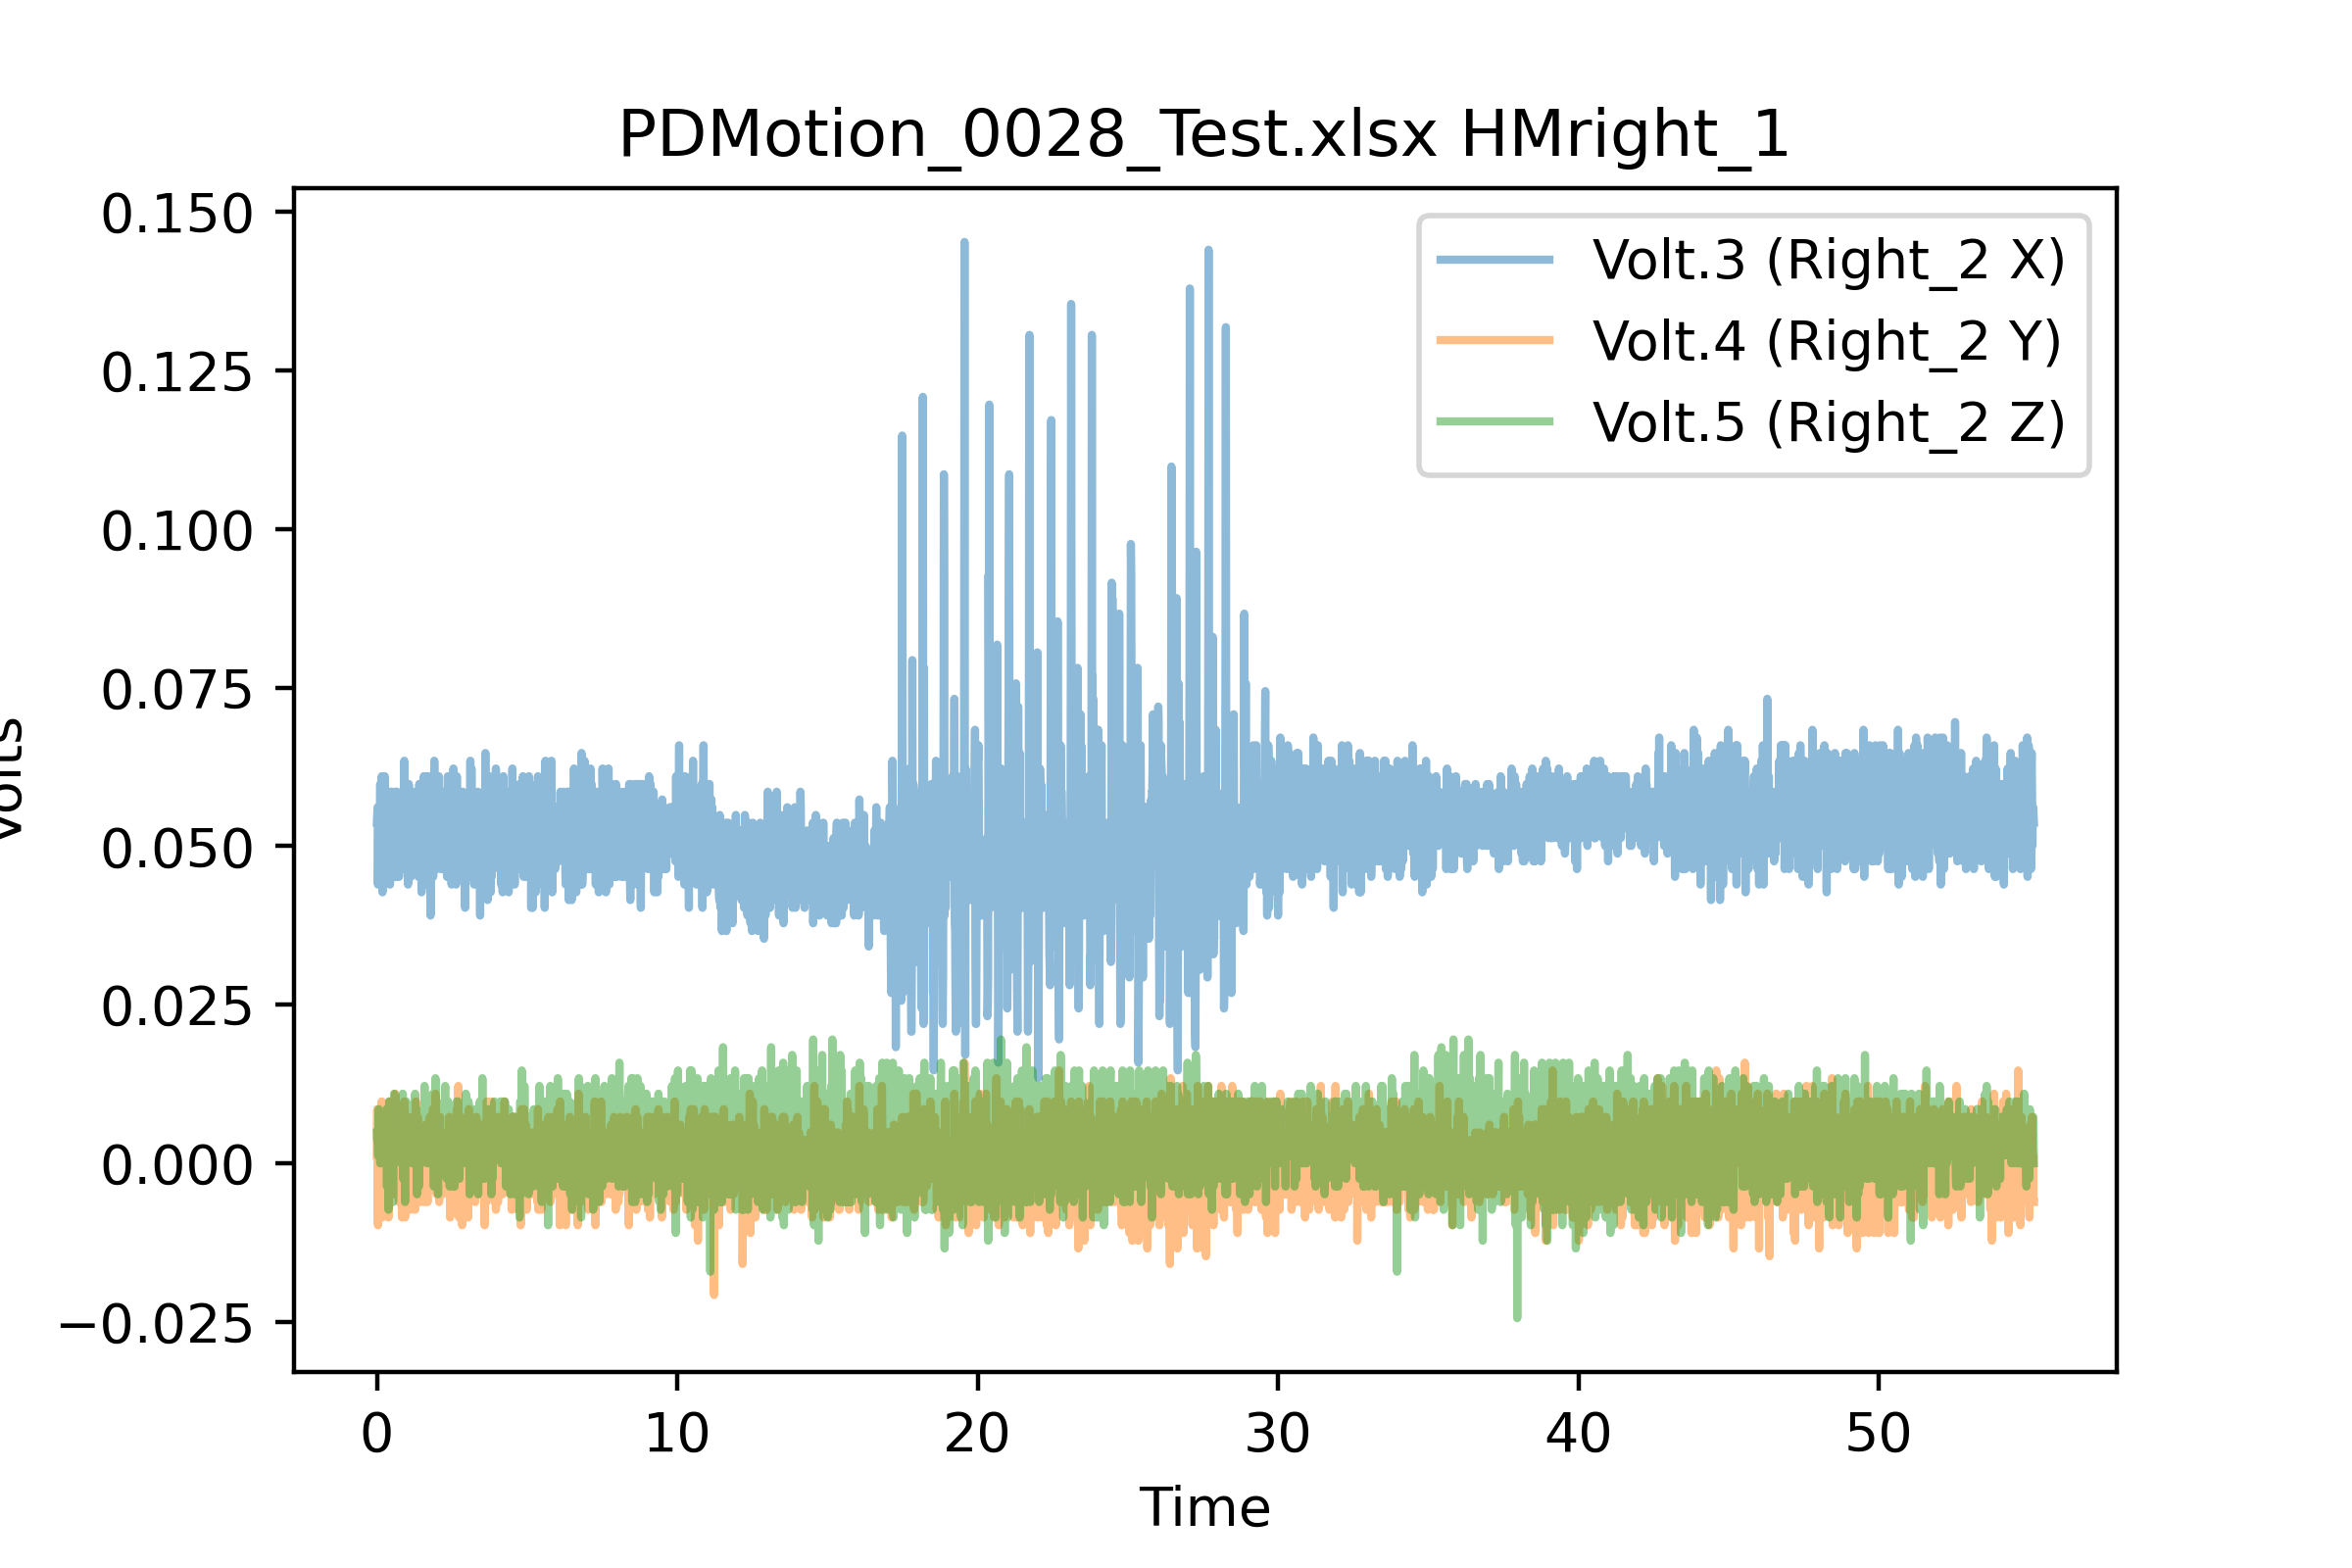 PDMotion_0028_Test.xlsx HMright_1
0.150
0.125
0.100
0.075
0.050
0.025
0.000
−0.025
Volt.3 (Right_2 X)
Volt.4 (Right_2 Y)
Volt.5 (Right_2 Z)
0 10 20 30 40 50
Time